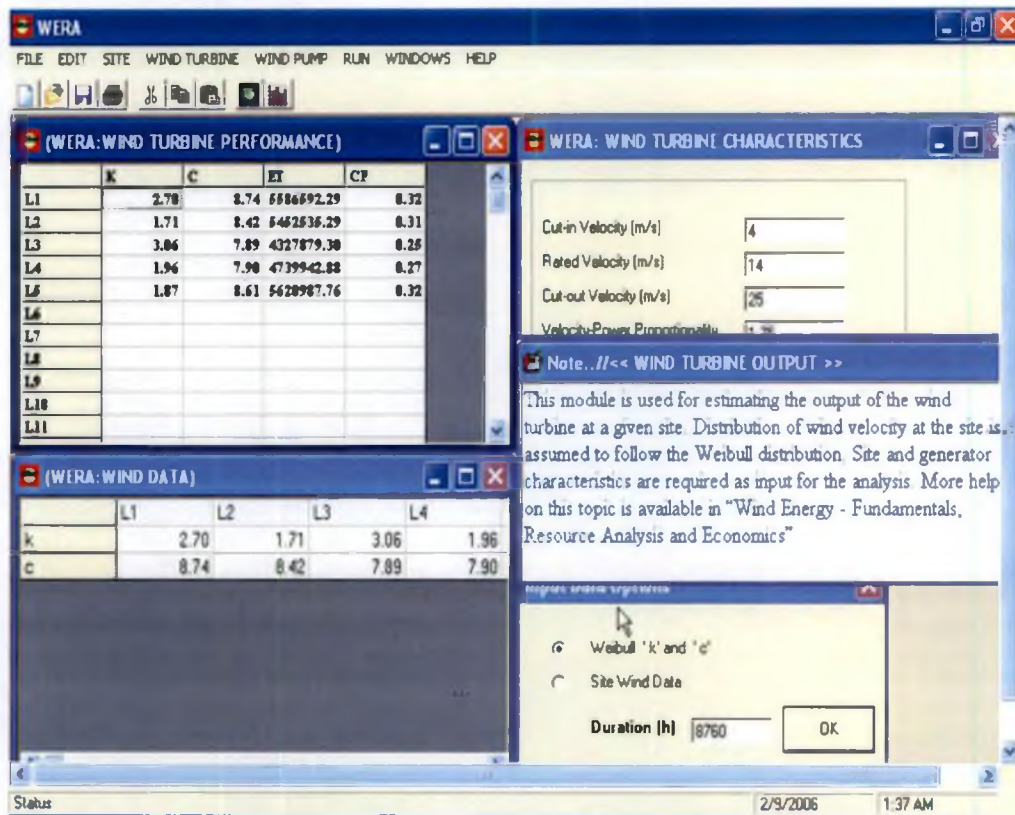 WERA
FILE EDIT SITE WIND TURBINE WIND PUMP RUN WINDOWS HELP
(WERA:WIND TURBINE PERFORMANCE)
K C ET CF
L1 2.70 8.74 5586592.29 0.32
L2 1.71 8.42 5452535.29 0.31
L3 3.06 7.89 4327879.30 0.25
L4 1.96 7.90 4739942.88 0.27
L5 1.87 8.61 5620987.76 0.32
L6
L7
L8
L9
L10
L11
WERA: WIND TURBINE CHARACTERISTICS
Cut-in Velocity (m/s) 4
Rated Velocity (m/s) 14
Cut-out Velocity (m/s) 25
Velocity-Power Proportionality
Note..//<< WIND TURBINE OUTPUT >>
This module is used for estimating the output of the wind
turbine at a given site. Distribution of wind velocity at the site is
assumed to follow the Weibull distribution. Site and generator
characteristics are required as input for the analysis. More help
on this topic is available in "Wind Energy - Fundamentals,
Resource Analysis and Economics"
(WERA:WIND DATA)
L1 L2 L3 L4
k 2.70 1.71 3.06 1.96
c 8.74 8.42 7.89 7.90
Weibull 'k' and 'c'
Site Wind Data
Duration (h) 8760 OK
Status 2/9/2006 1:37 AM